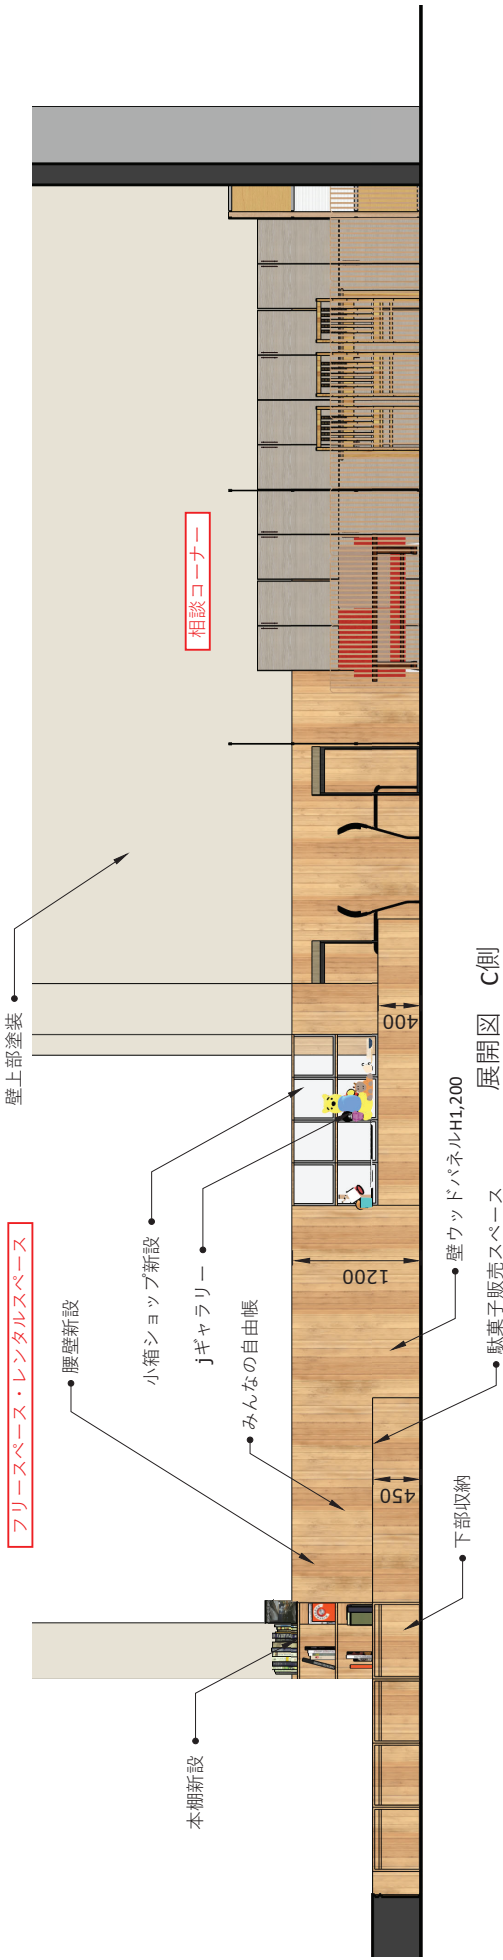 フリースペース・レンタルスペース
相談コーナー
壁上部塗装
腰壁新設
小箱ショップ新設
jギャラリー
みんなの自由帳
本棚新設
1200
400
450
下部収納
駄菓子販売スペース
壁ウッドパネルH1,200
展開図 C側